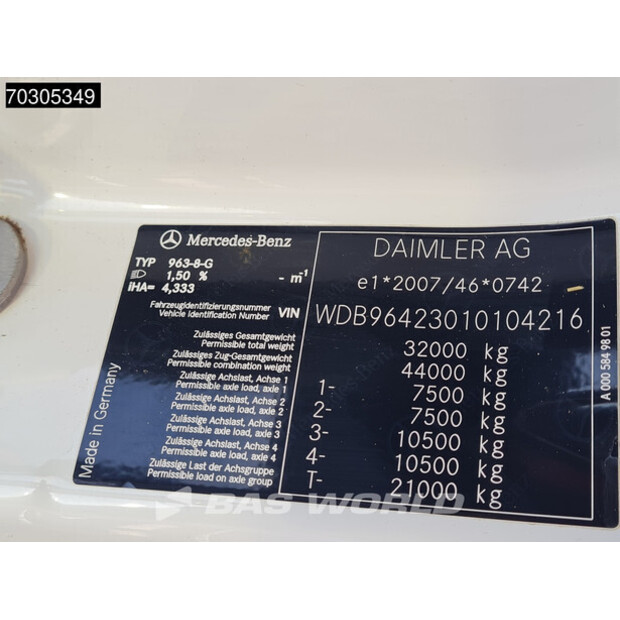 70305349
Mercedes-Benz
DAIMLER AG
TYP 963-8-G
1,50 % - m⁻¹
iHA= 4,333
e1*2007/46*0742 –
Fahrzeugidentifizierungsnummer
Vehicle Identification Number VIN
WDB96423010104216
Zulässiges Gesamtgewicht
Permissible total weight
32000 kg
Zulässiges Zug-Gesamtgewicht
Permissible combination weight
44000 kg
Zulässige Achslast, Achse 1
Permissible axle load, axle 1
1- 7500 kg
Zulässige Achslast, Achse 2
Permissible axle load, axle 2
2- 7500 kg
Zulässige Achslast, Achse 3
Permissible axle load, axle 3
3- 10500 kg
Zulässige Achslast, Achse 4
Permissible axle load, axle 4
4- 10500 kg
Zulässige Last der Achsgruppe
Permissible load on axle group
T- 21000 kg
Made in Germany
A 000 584 98 01
BAS WORLD